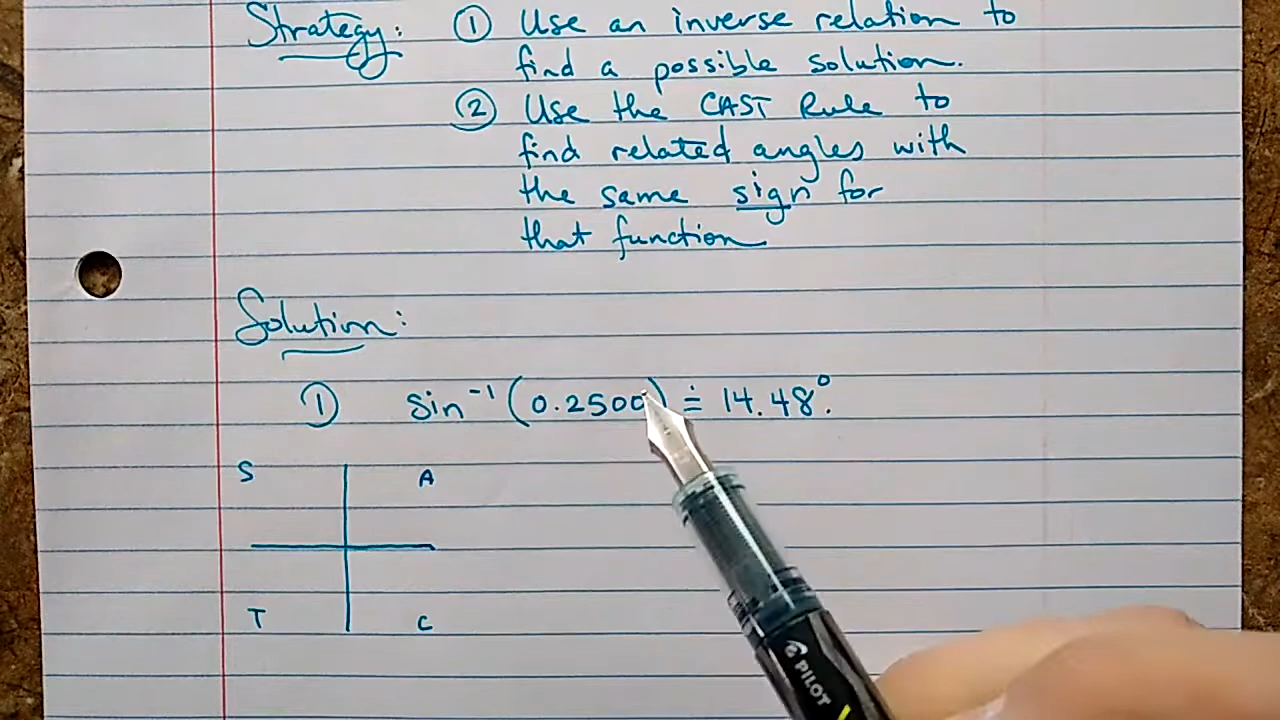 Strategy: ① Use an inverse relation to
find a possible solution.
② Use the CAST Rule to
find related angles with
the same sign for
that function
Solution:
① sin⁻¹(0.2500) ≐ 14.48°.
S A
T C
PILOT